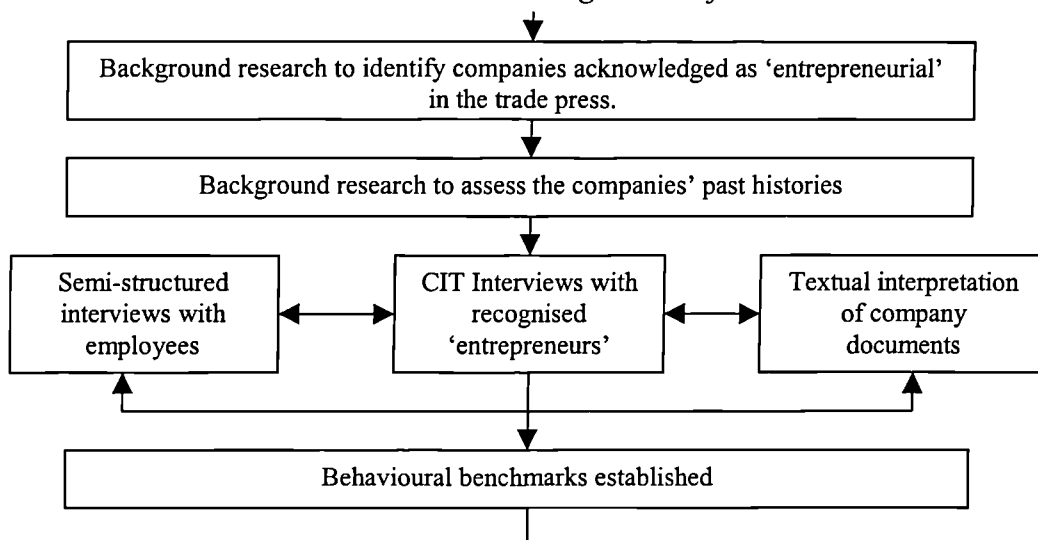 Background research to identify companies acknowledged as ‘entrepreneurial’
in the trade press.
Background research to assess the companies’ past histories
Semi-structured
interviews with
employees
CIT Interviews with
recognised
‘entrepreneurs’
Textual interpretation
of company
documents
Behavioural benchmarks established